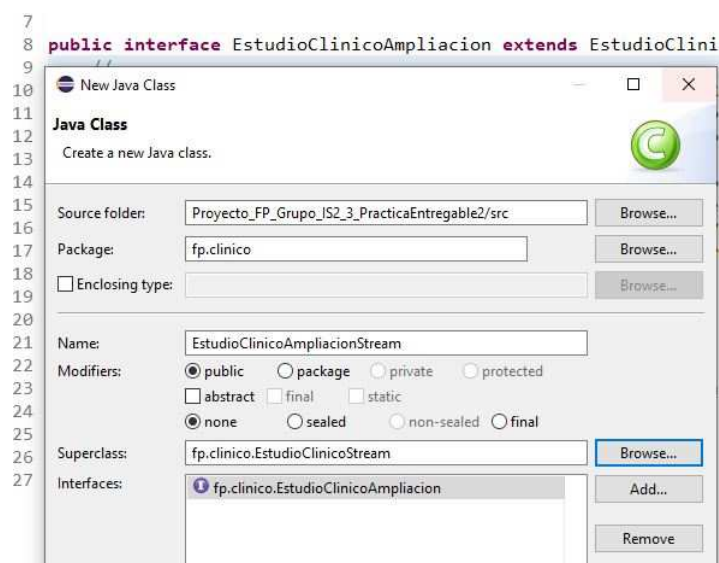 7
8 public interface EstudioClinicoAmpliacion extends EstudioClini
9 //
10 New Java Class
11 Java Class
12
13 Create a new Java class.
14
15 Source folder: Proyecto_FP_Grupo_IS2_3_PracticaEntregable2/src Browse...
16
17 Package: fp.clinico Browse...
18 Enclosing type: Browse...
19
20
21 Name: EstudioClinicoAmpliacionStream
22 Modifiers: public package private protected
23 abstract final static
24 none sealed non-sealed final
25
26 Superclass: fp.clinico.EstudioClinicoStream Browse...
27 Interfaces: fp.clinico.EstudioClinicoAmpliacion Add...
Remove